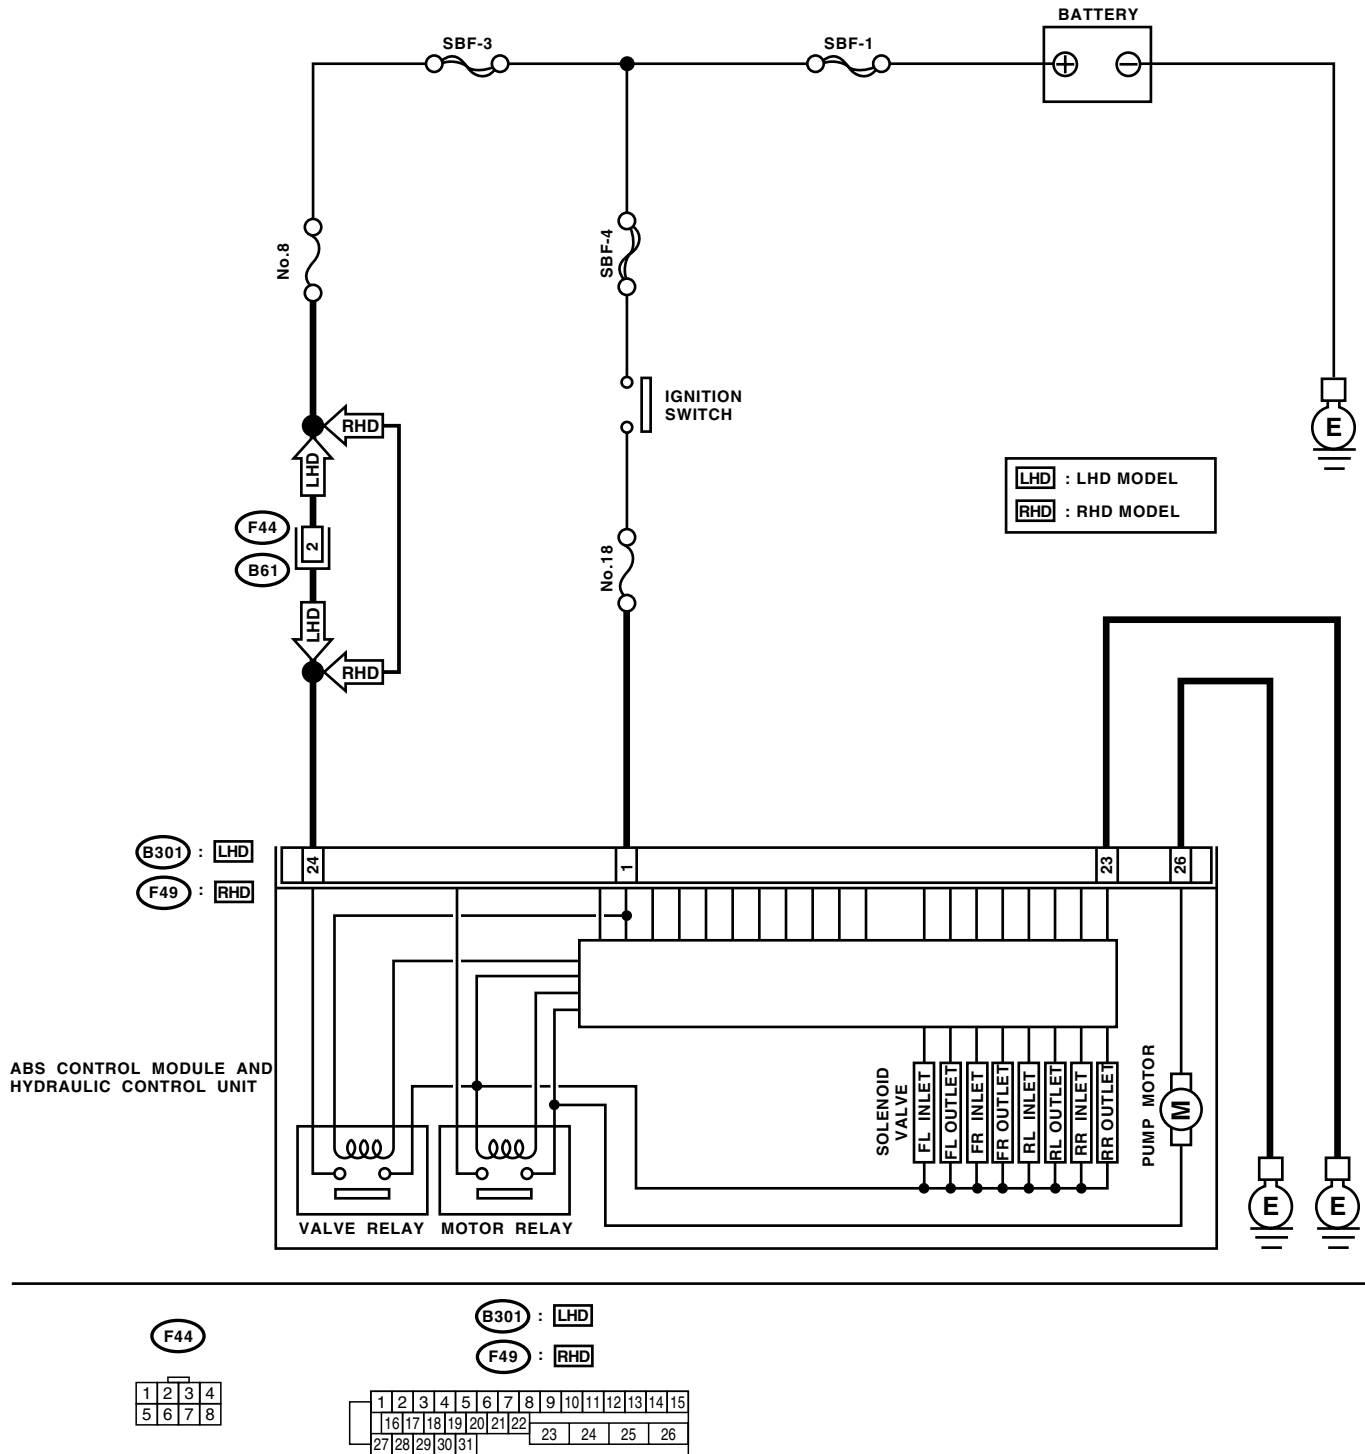 BATTERY
SBF-3
SBF-1
No.8
SBF-4
IGNITION
SWITCH
RHD
LHD
E
LHD : LHD MODEL
RHD : RHD MODEL
F44
2
B61
No.18
LHD
RHD
B301 : LHD
F49 : RHD
24
1
23
26
ABS CONTROL MODULE AND
HYDRAULIC CONTROL UNIT
SOLENOID
VALVE
FL INLET
FL OUTLET
FR INLET
FR OUTLET
RL INLET
RL OUTLET
RR INLET
RR OUTLET
PUMP MOTOR
M
E
E
VALVE RELAY
MOTOR RELAY
F44
B301 : LHD
F49 : RHD
1 2 3 4
5 6 7 8
1 2 3 4 5 6 7 8 9 10 11 12 13 14 15
16 17 18 19 20 21 22
23 24 25 26
27 28 29 30 31